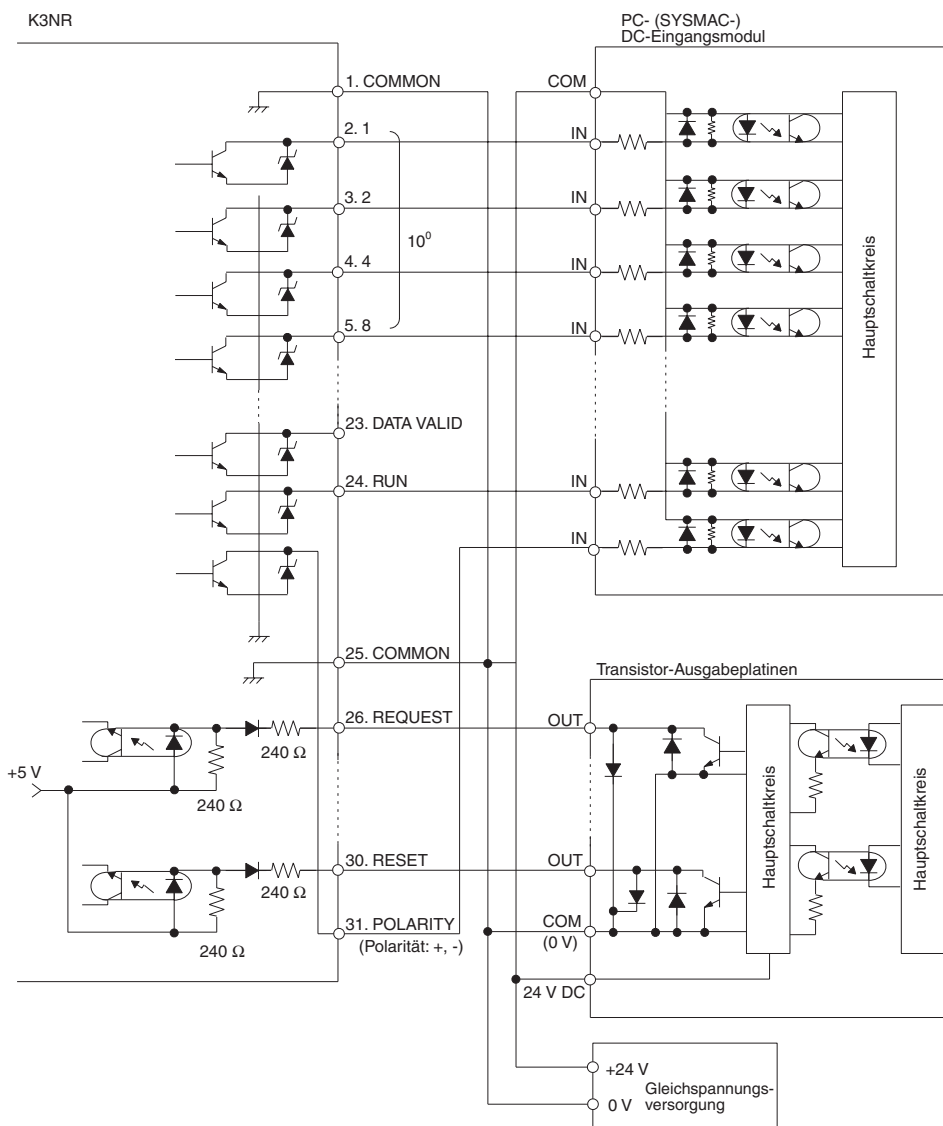 K3NR
PC- (SYSMAC-)
DC-Eingangsmodul
1. COMMON
COM
2. 1
IN
3. 2
IN
10⁰
4. 4
IN
5. 8
IN
Hauptschaltkreis
23. DATA VALID
24. RUN
IN
IN
25. COMMON
Transistor-Ausgabeplatinen
26. REQUEST
OUT
240 Ω
+5 V
240 Ω
Hauptschaltkreis
Hauptschaltkreis
30. RESET
OUT
240 Ω
31. POLARITY
COM
(Polarität: +, -)
(0 V)
240 Ω
24 V DC
+24 V
Gleichspannungs-
0 V
versorgung